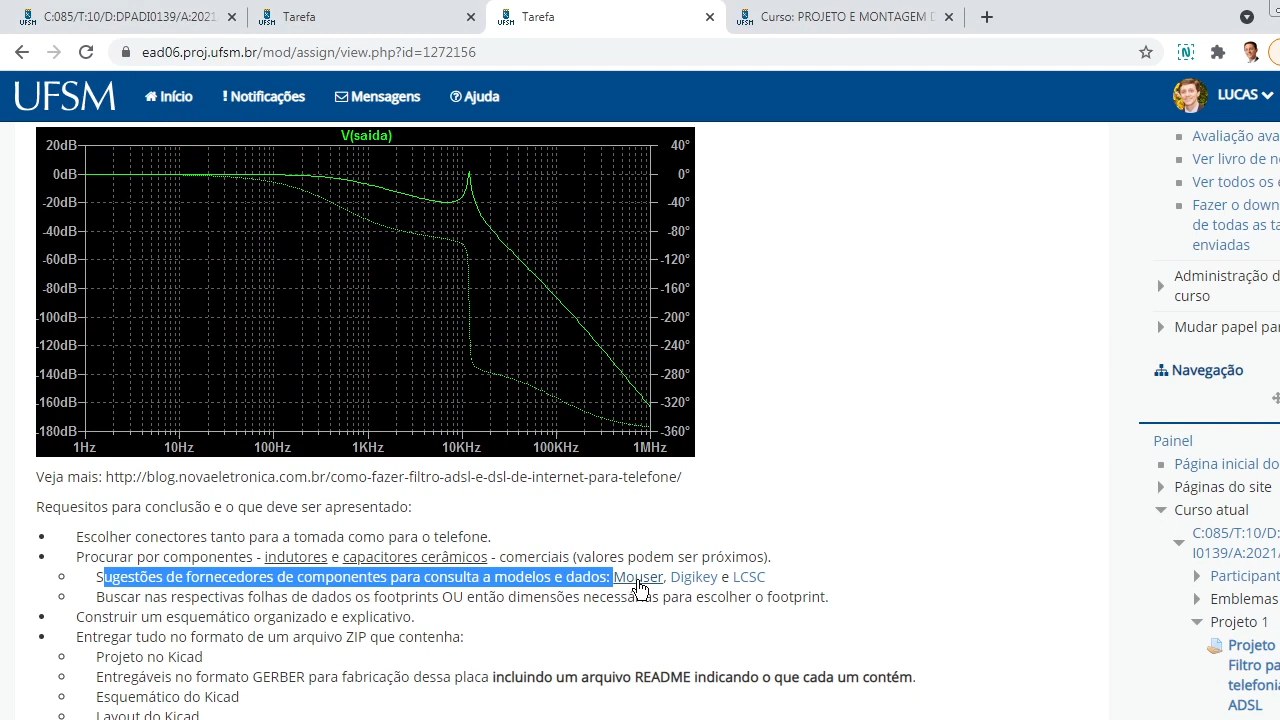 C:085/T:10/D:DPADI0139/A:2021
Tarefa
Tarefa
Curso: PROJETO E MONTAGEM D
ead06.proj.ufsm.br/mod/assign/view.php?id=1272156
UFSM
Início
Notificações
Mensagens
Ajuda
LUCAS
V(saida)
20dB
0dB
-20dB
-40dB
-60dB
-80dB
-100dB
-120dB
-140dB
-160dB
-180dB
40°
0°
-40°
-80°
-120°
-160°
-200°
-240°
-280°
-320°
-360°
1Hz
10Hz
100Hz
1KHz
10KHz
100KHz
1MHz
Veja mais: http://blog.novaeletronica.com.br/como-fazer-filtro-adsl-e-dsl-de-internet-para-telefone/
Requesitos para conclusão e o que deve ser apresentado:
• Escolher conectores tanto para a tomada como para o telefone.
• Procurar por componentes - indutores e capacitores cerâmicos - comerciais (valores podem ser próximos).
Sugestões de fornecedores de componentes para consulta a modelos e dados: Mouser, Digikey e LCSC
Buscar nas respectivas folhas de dados os footprints OU então dimensões necessárias para escolher o footprint.
• Construir um esquemático organizado e explicativo.
• Entregar tudo no formato de um arquivo ZIP que contenha:
Projeto no Kicad
Entregáveis no formato GERBER para fabricação dessa placa incluindo um arquivo README indicando o que cada um contém.
Esquemático do Kicad
Layout do Kicad
Avaliação ava
Ver livro de n
Ver todos os e
Fazer o down
de todas as ta
enviadas
Administração d
curso
Mudar papel par
Navegação
Painel
Página inicial do
Páginas do site
Curso atual
C:085/T:10/D:
I0139/A:2021/
Participant
Emblemas
Projeto 1
Projeto
Filtro pa
telefonia
ADSL